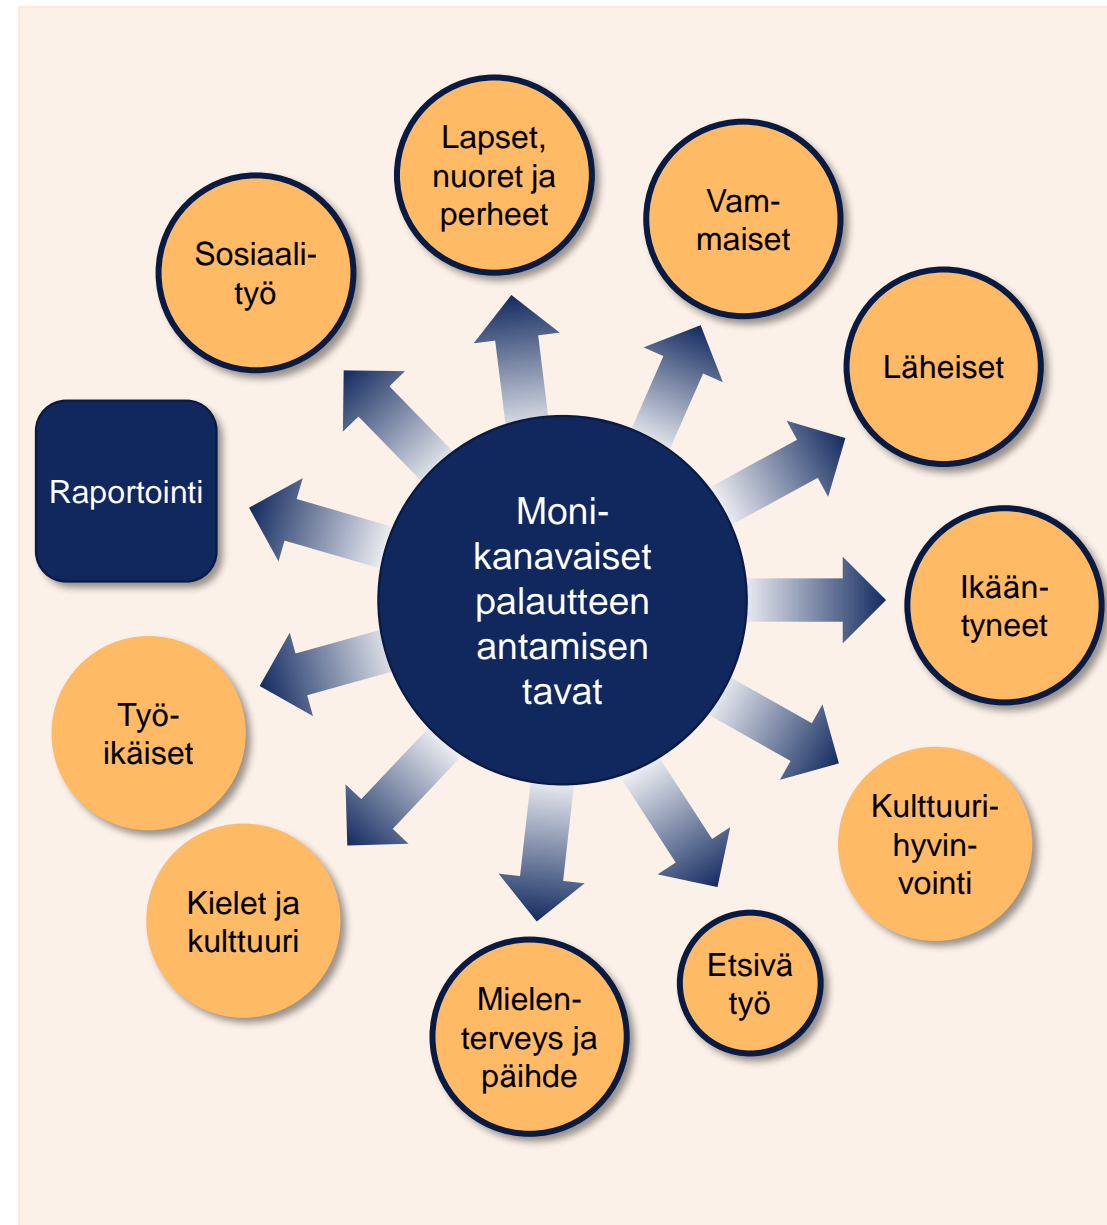 Lapset,
nuoret ja
perheet
Vam-
maiset
Sosiaali-
työ
Läheiset
Raportointi
Moni-
kanavaiset
palautteen
antamisen
tavat
Ikään-
tyneet
Työ-
ikäiset
Kulttuuri-
hyvin-
vointi
Kielet ja
kulttuuri
Etsivä
työ
Mielen-
terveys ja
päihde